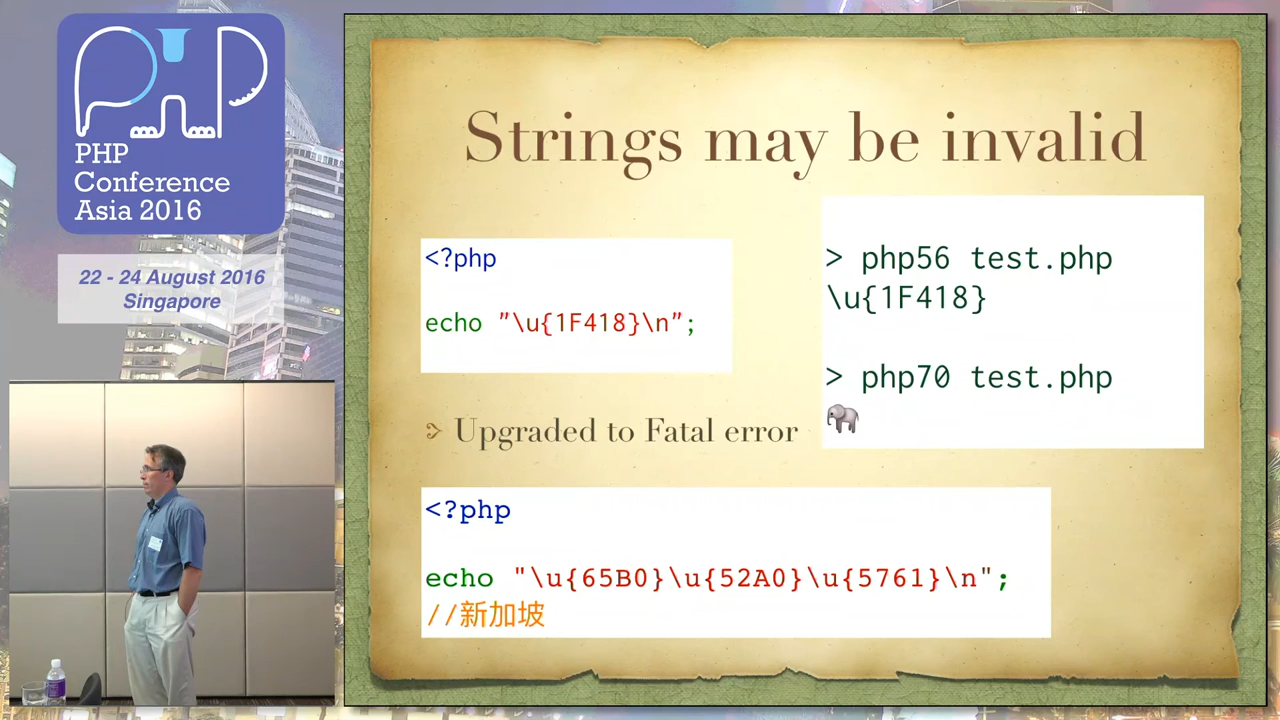 PHP
PHP
Conference
Asia 2016
22 - 24 August 2016
Singapore
Strings may be invalid
<?php
echo "\u{1F418}\n";
> php56 test.php
\u{1F418}
> php70 test.php
🐘
Upgraded to Fatal error
<?php
echo "\u{65B0}\u{52A0}\u{5761}\n";
//新加坡